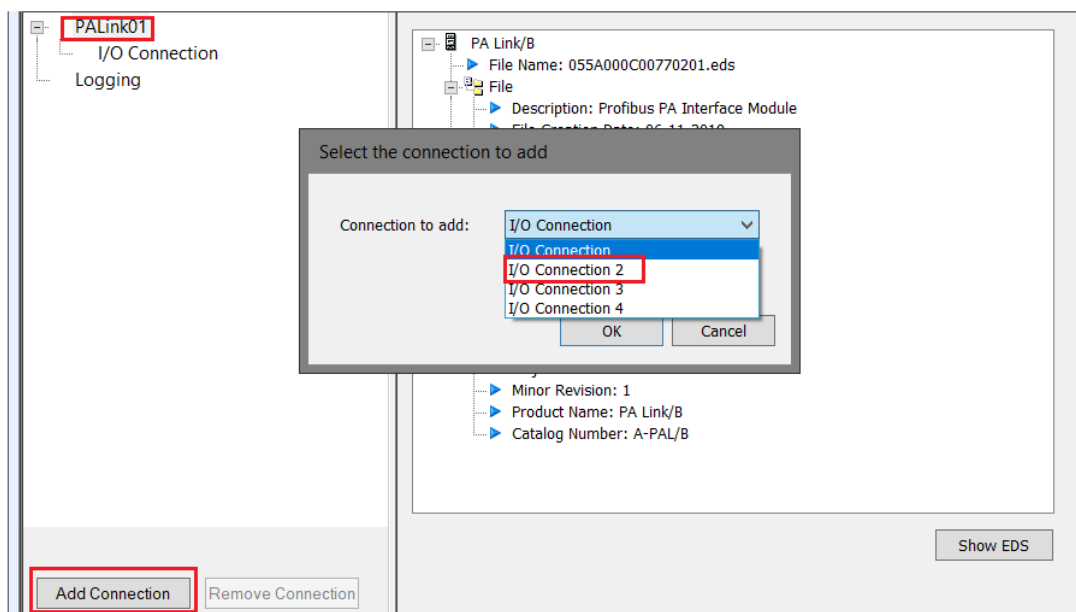 PALink01
I/O Connection
Logging
PA Link/B
File Name: 055A000C00770201.eds
File
Description: Profibus PA Interface Module
Select the connection to add
Connection to add:
I/O Connection
I/O Connection
I/O Connection 2
I/O Connection 3
I/O Connection 4
OK
Cancel
Minor Revision: 1
Product Name: PA Link/B
Catalog Number: A-PAL/B
Show EDS
Add Connection
Remove Connection